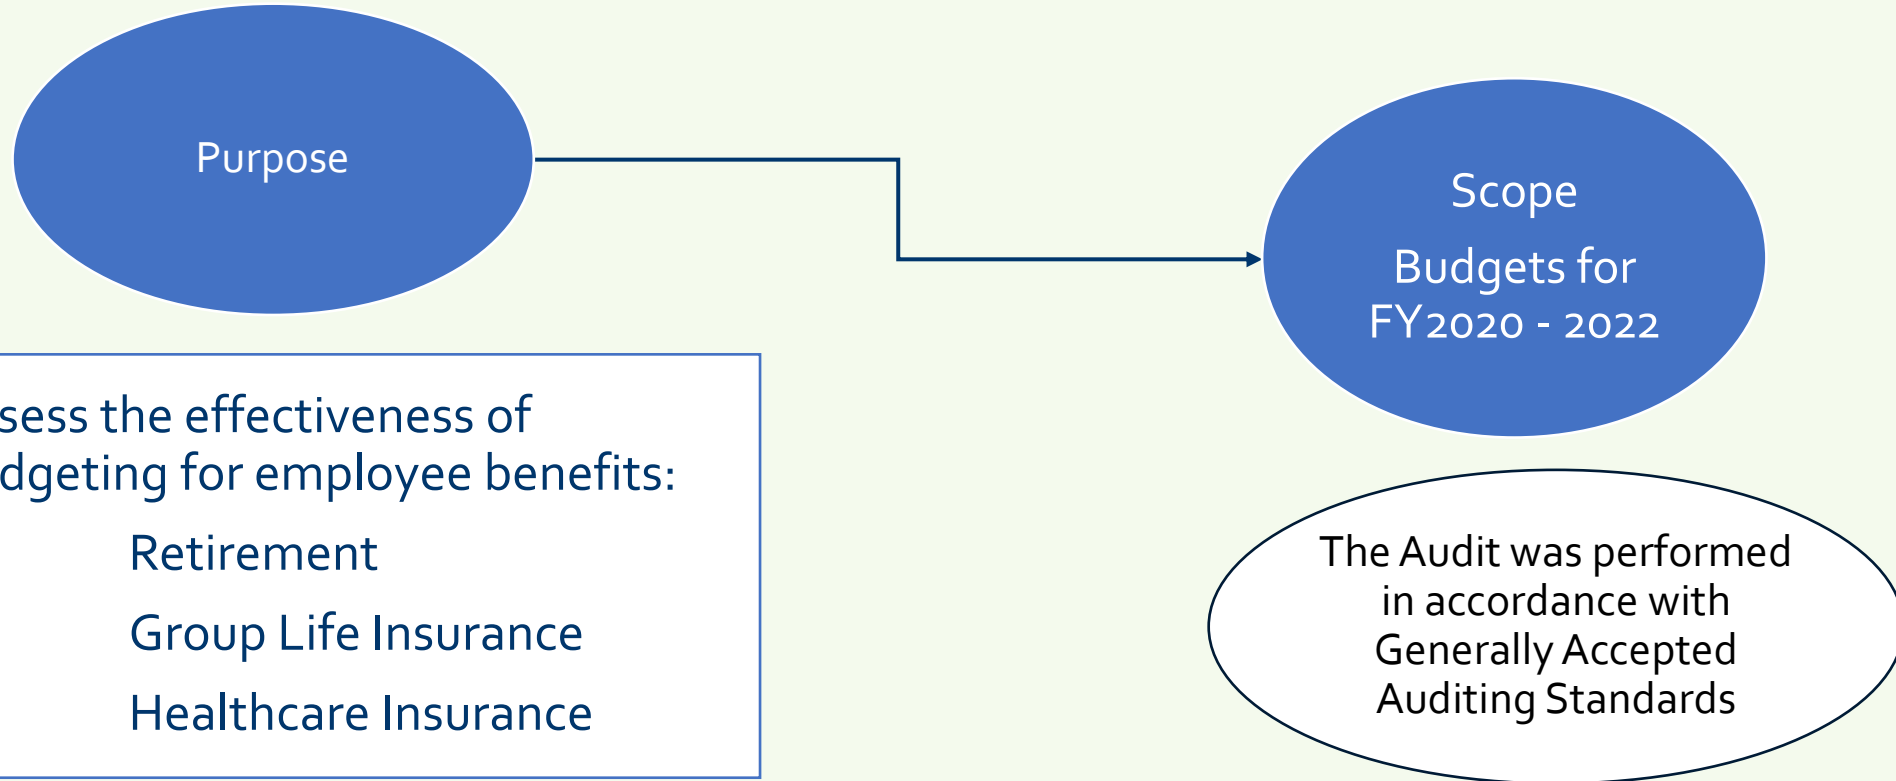 Purpose
Scope
Budgets for
FY2020 - 2022
sess the effectiveness of
dgeting for employee benefits:
Retirement
Group Life Insurance
Healthcare Insurance
The Audit was performed
in accordance with
Generally Accepted
Auditing Standards